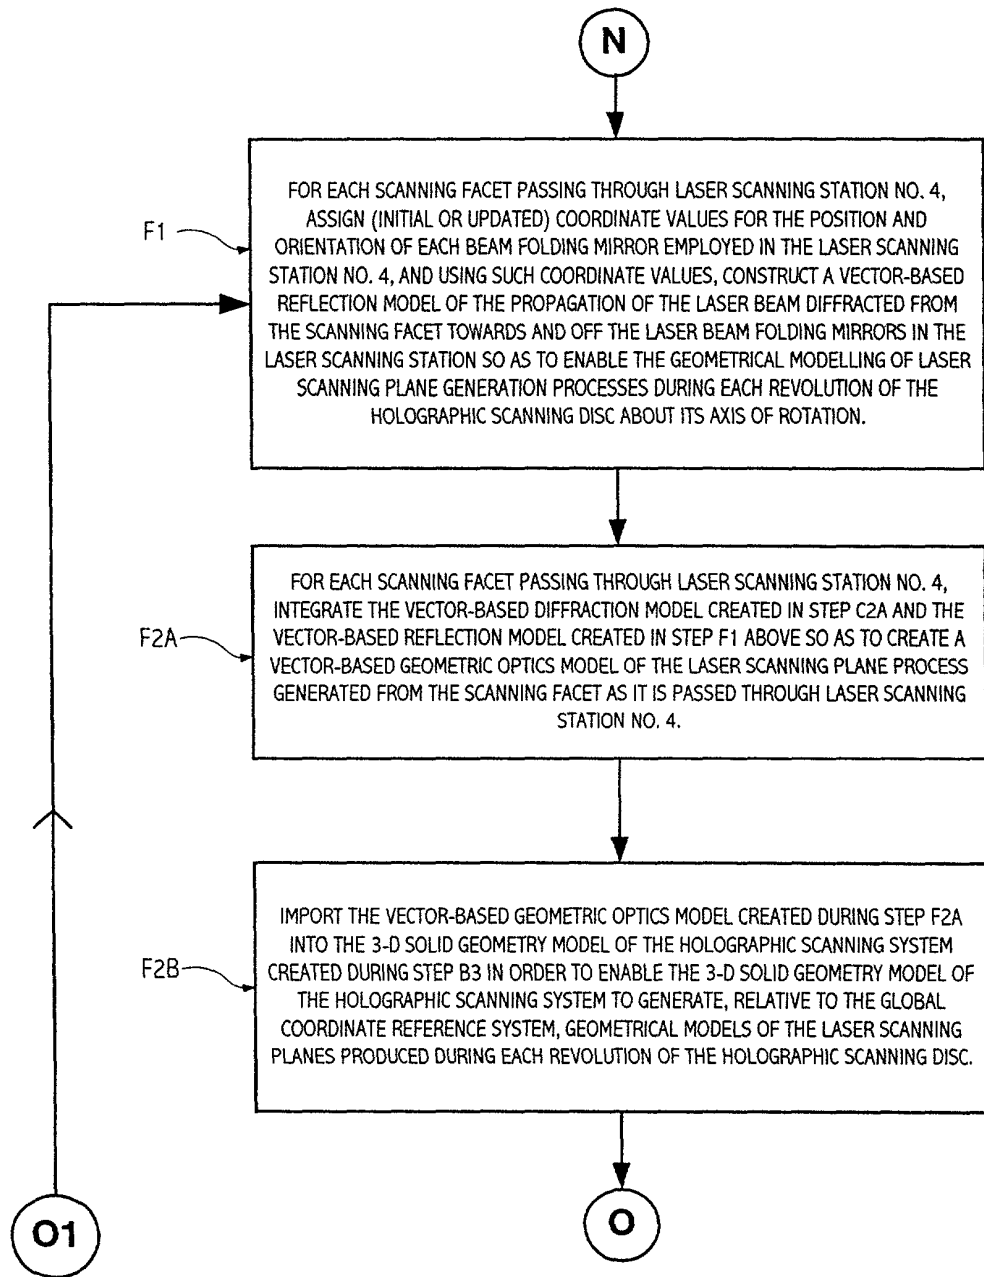 N
F1
FOR EACH SCANNING FACET PASSING THROUGH LASER SCANNING STATION NO. 4,
ASSIGN (INITIAL OR UPDATED) COORDINATE VALUES FOR THE POSITION AND
ORIENTATION OF EACH BEAM FOLDING MIRROR EMPLOYED IN THE LASER SCANNING
STATION NO. 4, AND USING SUCH COORDINATE VALUES, CONSTRUCT A VECTOR-BASED
REFLECTION MODEL OF THE PROPAGATION OF THE LASER BEAM DIFFRACTED FROM
THE SCANNING FACET TOWARDS AND OFF THE LASER BEAM FOLDING MIRRORS IN THE
LASER SCANNING STATION SO AS TO ENABLE THE GEOMETRICAL MODELLING OF LASER
SCANNING PLANE GENERATION PROCESSES DURING EACH REVOLUTION OF THE
HOLOGRAPHIC SCANNING DISC ABOUT ITS AXIS OF ROTATION.
F2A
FOR EACH SCANNING FACET PASSING THROUGH LASER SCANNING STATION NO. 4,
INTEGRATE THE VECTOR-BASED DIFFRACTION MODEL CREATED IN STEP C2A AND THE
VECTOR-BASED REFLECTION MODEL CREATED IN STEP F1 ABOVE SO AS TO CREATE A
VECTOR-BASED GEOMETRIC OPTICS MODEL OF THE LASER SCANNING PLANE PROCESS
GENERATED FROM THE SCANNING FACET AS IT IS PASSED THROUGH LASER SCANNING
STATION NO. 4.
F2B
IMPORT THE VECTOR-BASED GEOMETRIC OPTICS MODEL CREATED DURING STEP F2A
INTO THE 3-D SOLID GEOMETRY MODEL OF THE HOLOGRAPHIC SCANNING SYSTEM
CREATED DURING STEP B3 IN ORDER TO ENABLE THE 3-D SOLID GEOMETRY MODEL OF
THE HOLOGRAPHIC SCANNING SYSTEM TO GENERATE, RELATIVE TO THE GLOBAL
COORDINATE REFERENCE SYSTEM, GEOMETRICAL MODELS OF THE LASER SCANNING
PLANES PRODUCED DURING EACH REVOLUTION OF THE HOLOGRAPHIC SCANNING DISC.
O1
O